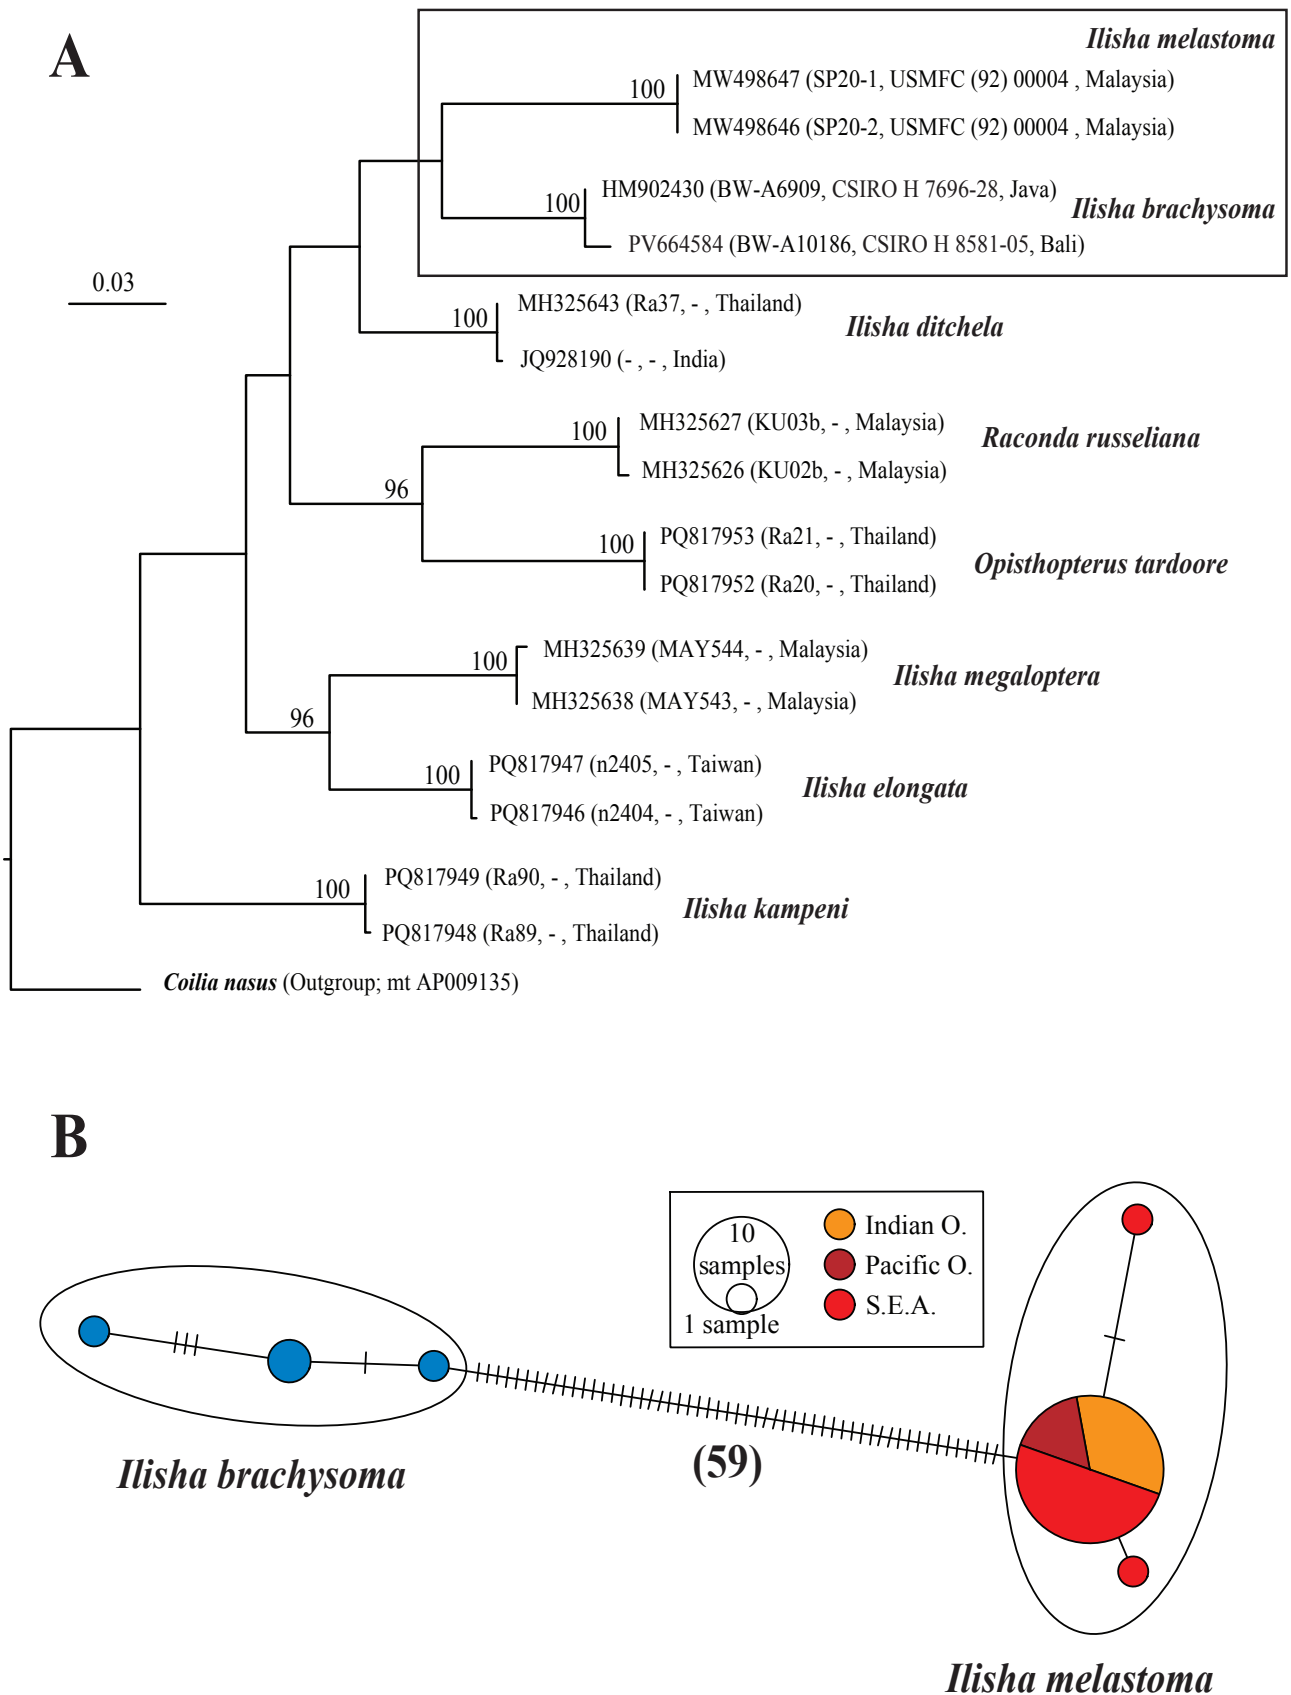 A
Ilisha melastoma
100
MW498647 (SP20-1, USMFC (92) 00004 , Malaysia)
MW498646 (SP20-2, USMFC (92) 00004 , Malaysia)
HM902430 (BW-A6909, CSIRO H 7696-28, Java)
100
Ilisha brachysoma
PV664584 (BW-A10186, CSIRO H 8581-05, Bali)
0.03
MH325643 (Ra37, - , Thailand)
100
Ilisha ditchela
JQ928190 (- , - , India)
MH325627 (KU03b, - , Malaysia)
100
Raconda russeliana
MH325626 (KU02b, - , Malaysia)
96
PQ817953 (Ra21, - , Thailand)
100
Opisthopterus tardoore
PQ817952 (Ra20, - , Thailand)
MH325639 (MAY544, - , Malaysia)
100
Ilisha megaloptera
MH325638 (MAY543, - , Malaysia)
96
PQ817947 (n2405, - , Taiwan)
100
Ilisha elongata
PQ817946 (n2404, - , Taiwan)
PQ817949 (Ra90, - , Thailand)
100
Ilisha kampeni
PQ817948 (Ra89, - , Thailand)
Coilia nasus (Outgroup; mt AP009135)
B
10
samples
1 sample
Indian O.
Pacific O.
S.E.A.
(59)
Ilisha brachysoma
Ilisha melastoma